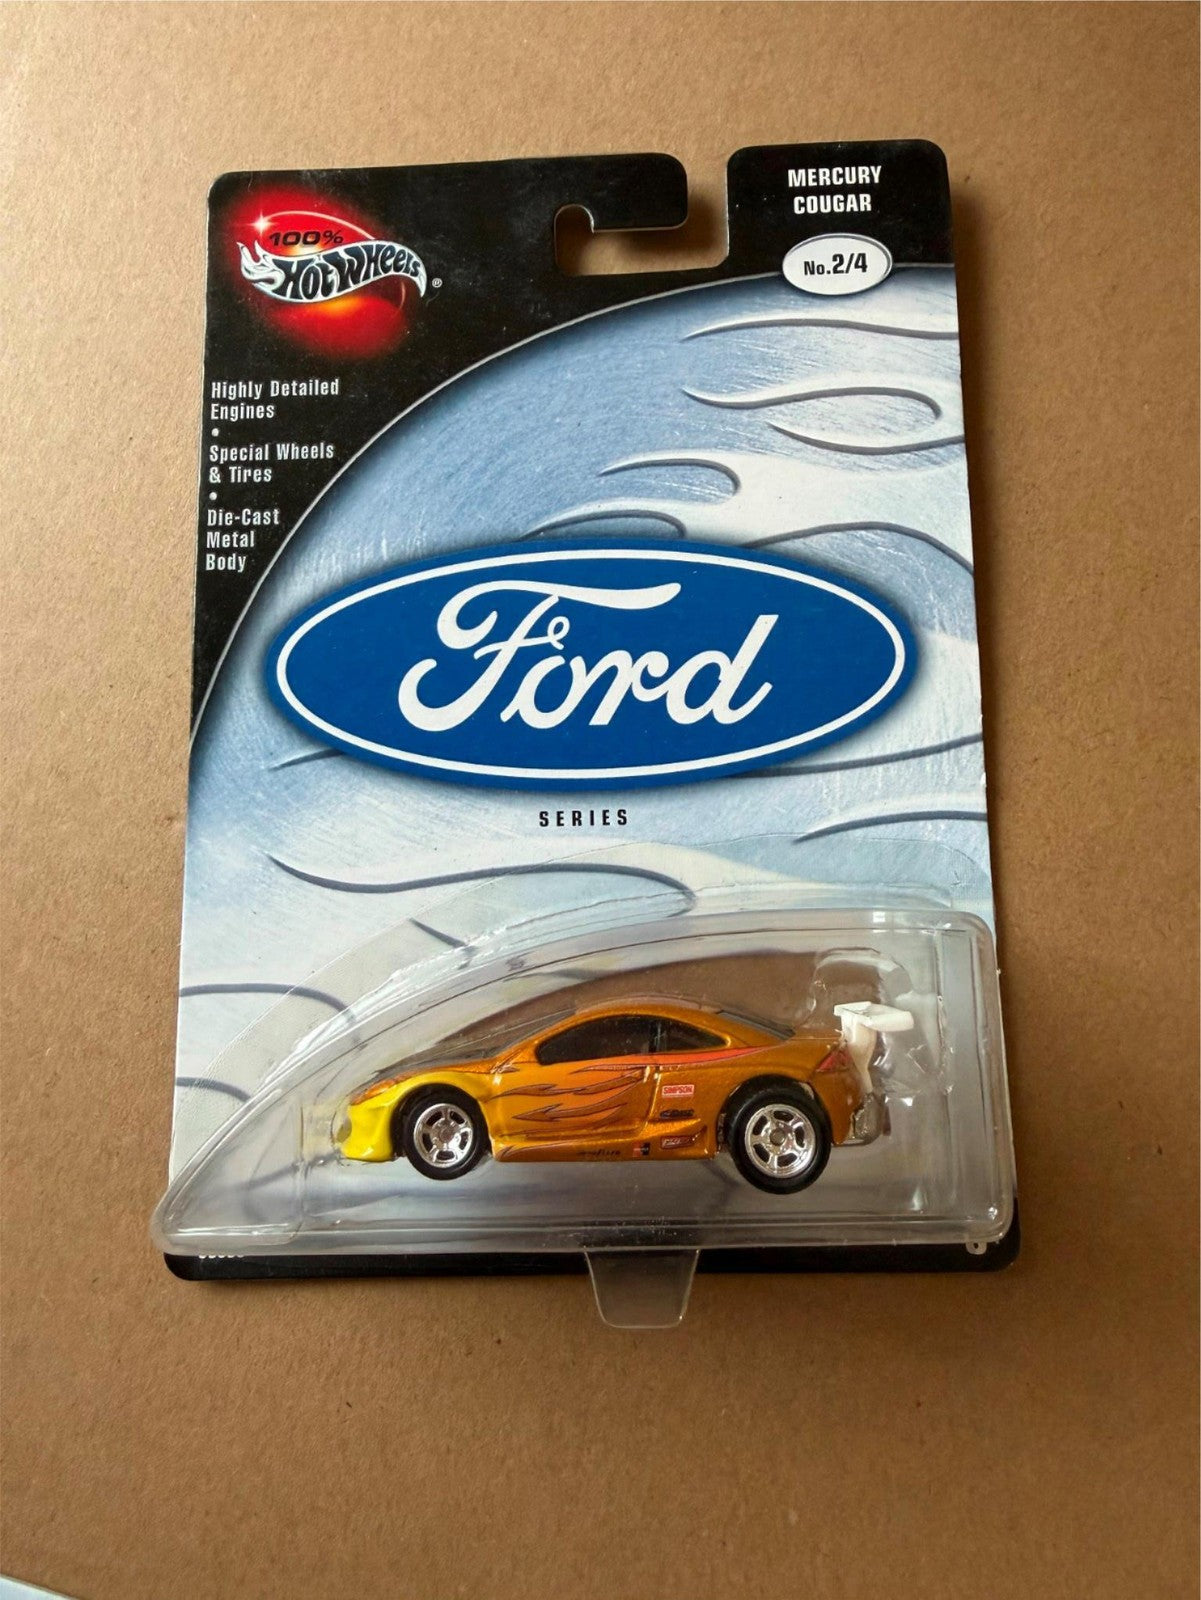 100%
Hot Wheels®
MERCURY
COUGAR
No.2/4
Highly Detailed
Engines
•
Special Wheels
& Tires
•
Die-Cast
Metal
Body
Ford
SERIES
SIMPSON